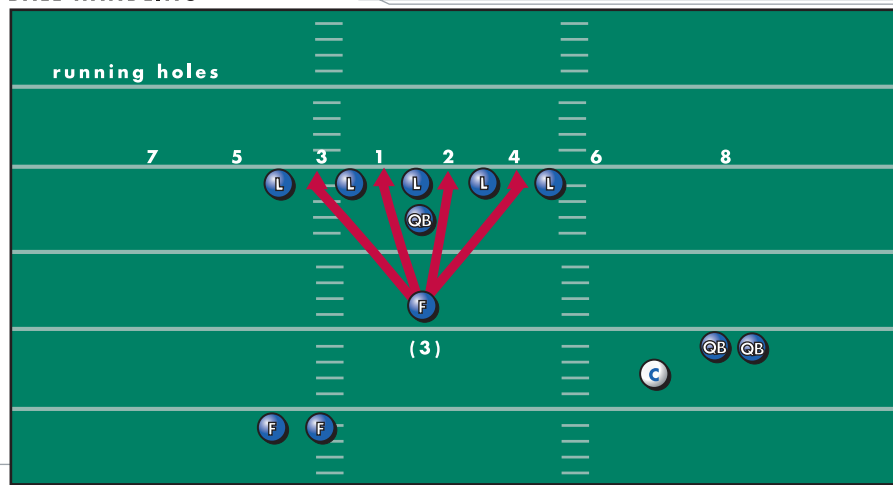 running holes
7 5 3 1 2 4 6 8
L L L L L
QB
F
(3)
QB QB
C
F F